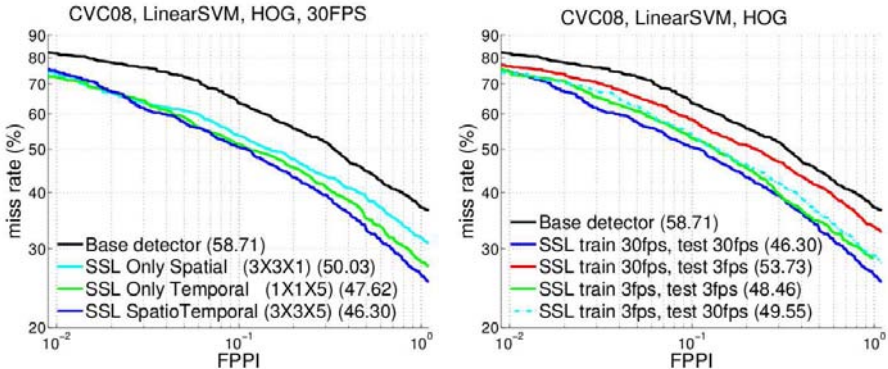 CVC08, LinearSVM, HOG, 30FPS
90
80
70
60
50
40
30
20
miss rate (%)
Base detector (58.71)
SSL Only Spatial (3X3X1) (50.03)
SSL Only Temporal (1X1X5) (47.62)
SSL SpatioTemporal (3X3X5) (46.30)
10⁻² 10⁻¹ 10⁰
FPPI
CVC08, LinearSVM, HOG
90
80
70
60
50
40
30
20
miss rate (%)
Base detector (58.71)
SSL train 30fps, test 30fps (46.30)
SSL train 30fps, test 3fps (53.73)
SSL train 3fps, test 3fps (48.46)
SSL train 3fps, test 30fps (49.55)
10⁻² 10⁻¹ 10⁰
FPPI